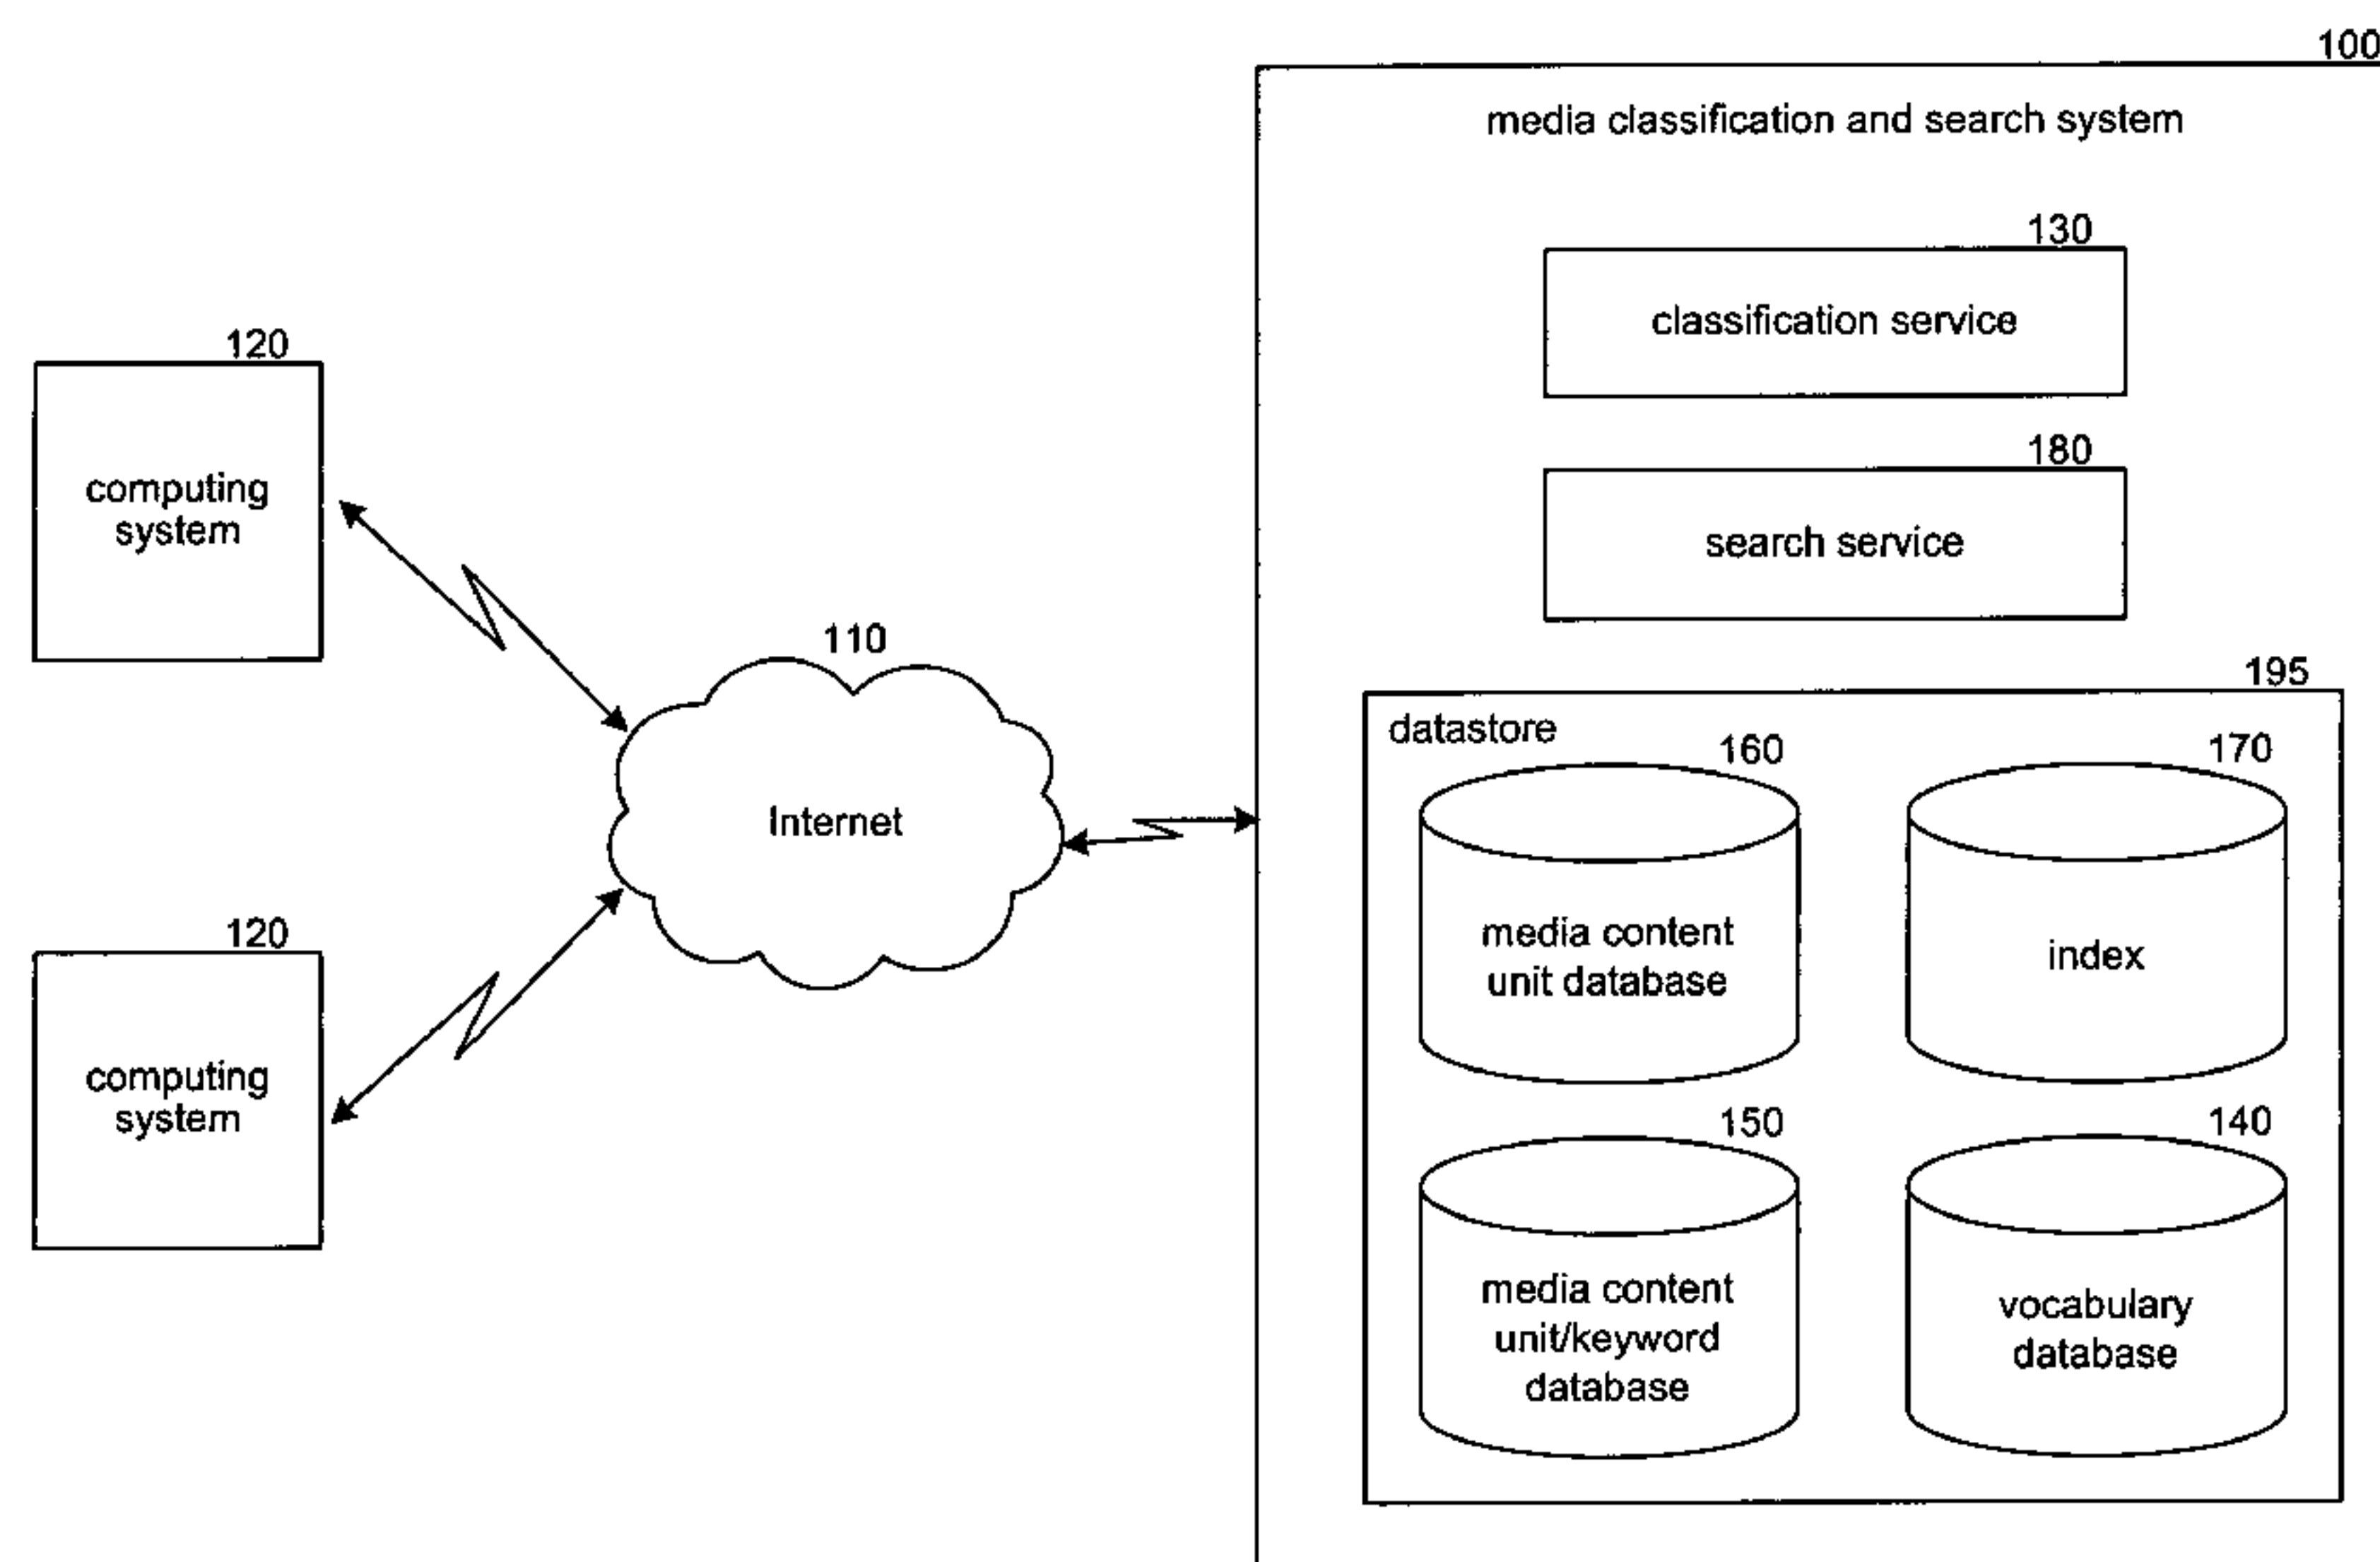 100
media classification and search system
130
classification service
120
computing
system
180
search service
110
Internet
195
datastore
160
170
media content
unit database
index
120
computing
system
150
140
media content
unit/keyword
database
vocabulary
database